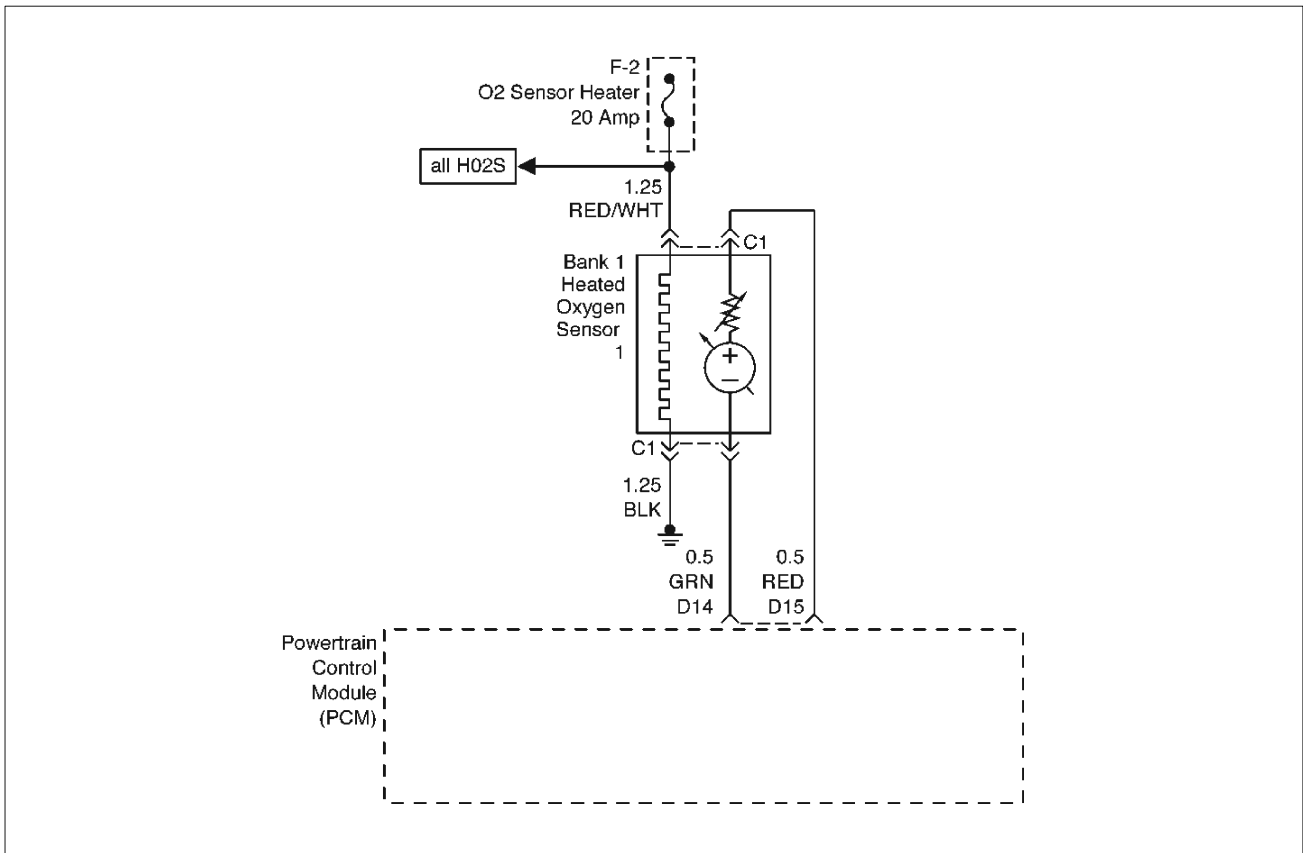 F-2
O2 Sensor Heater
20 Amp
all H02S
1.25
RED/WHT
C1
Bank 1
Heated
Oxygen
Sensor
1
C1
1.25
BLK
0.5
GRN
D14
0.5
RED
D15
Powertrain
Control
Module
(PCM)